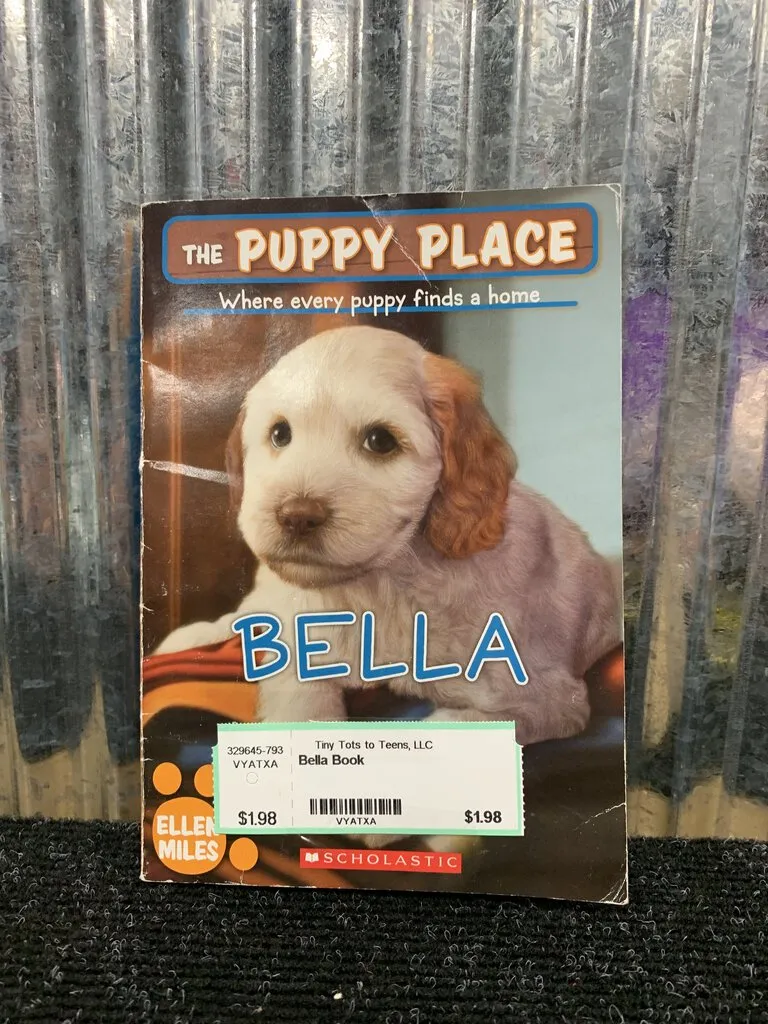 THE PUPPY PLACE
Where every puppy finds a home
BELLA
329645-793
VYATXA
$1.98
Tiny Tots to Teens, LLC
Bella Book
VYATXA
$1.98
ELLEN
MILES
SCHOLASTIC